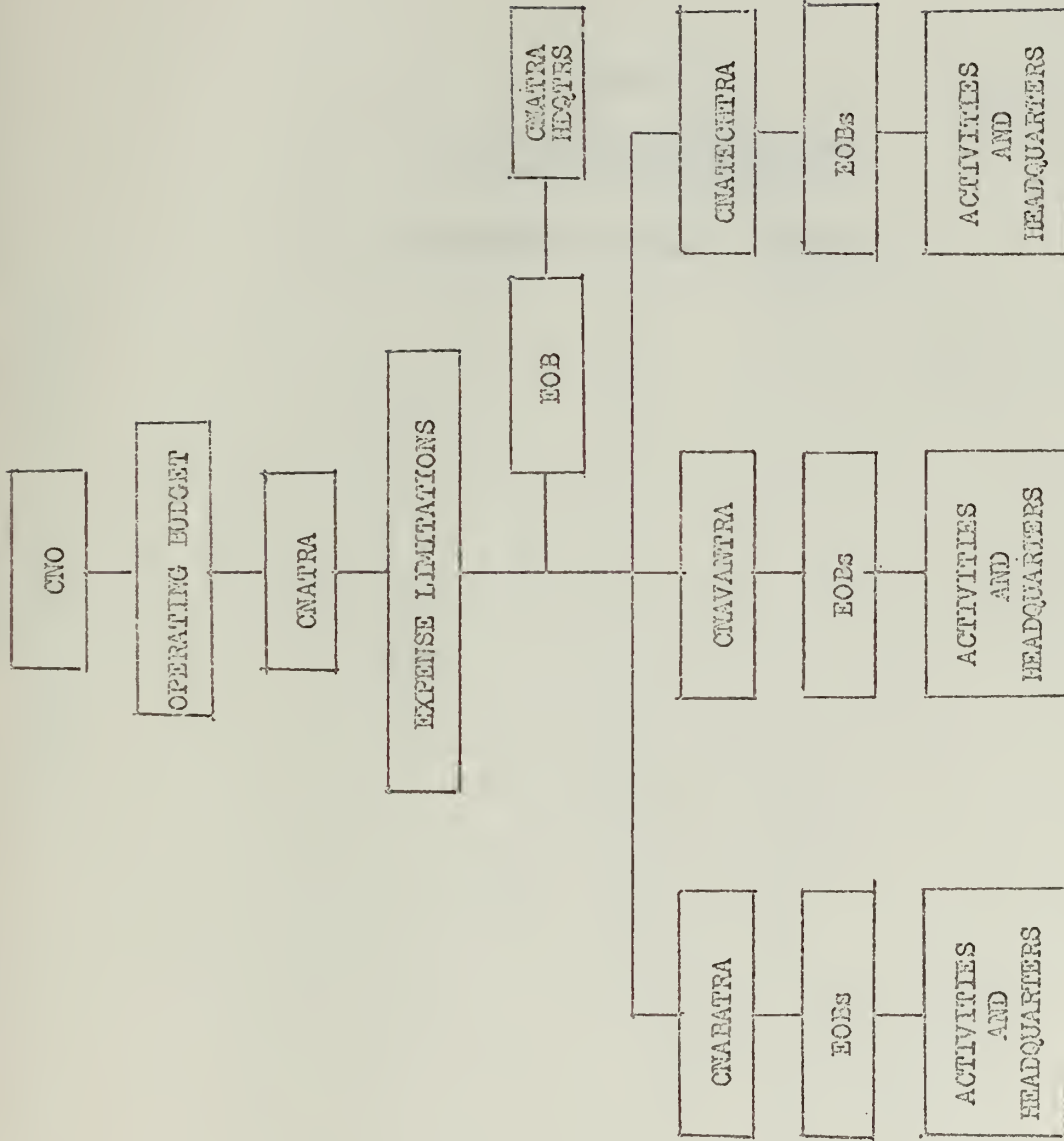 CNO
OPERATING BUDGET
CNATRA
EXPENSE LIMITATIONS
EOB
CNATRA
HDQTRS
CNABATRA
CNAVANTRA
CNATECHTRA
EOBs
EOBs
EOBs
ACTIVITIES
AND
HEADQUARTERS
ACTIVITIES
AND
HEADQUARTERS
ACTIVITIES
AND
HEADQUARTERS